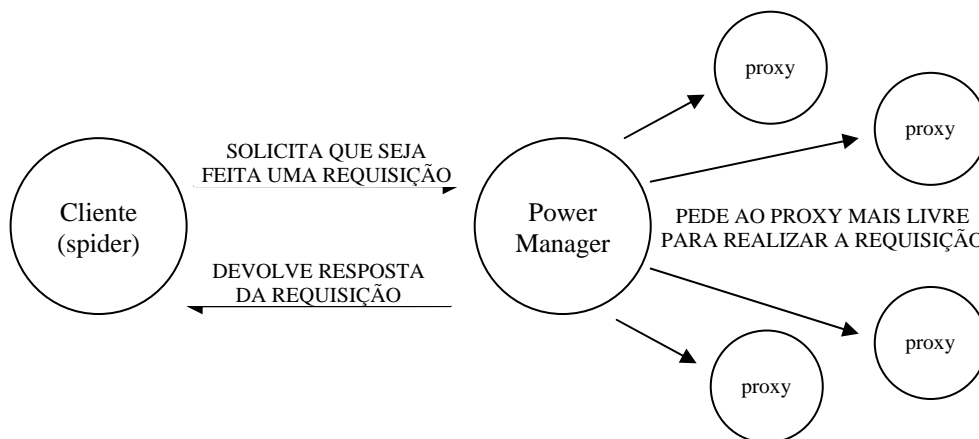 proxy
proxy
SOLICITA QUE SEJA
FEITA UMA REQUISIÇÃO
Cliente
(spider)
Power
Manager
PEDE AO PROXY MAIS LIVRE
PARA REALIZAR A REQUISIÇÃO
DEVOLVE RESPOSTA
DA REQUISIÇÃO
proxy
proxy